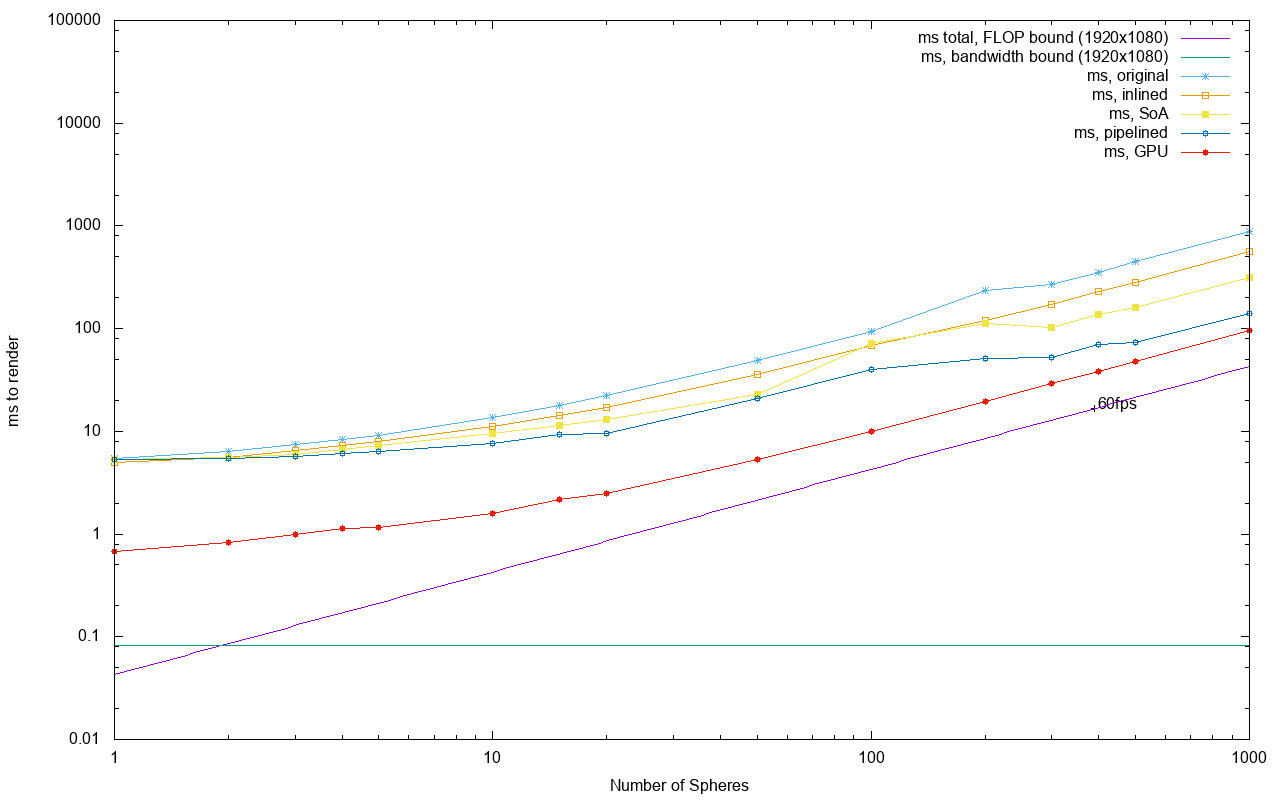 100000
10000
1000
100
10
1
0.1
0.01
ms to render
ms total, FLOP bound (1920x1080)
ms, bandwidth bound (1920x1080)
ms, original
ms, inlined
ms, SoA
ms, pipelined
ms, GPU
60fps
1 10 100 1000
Number of Spheres